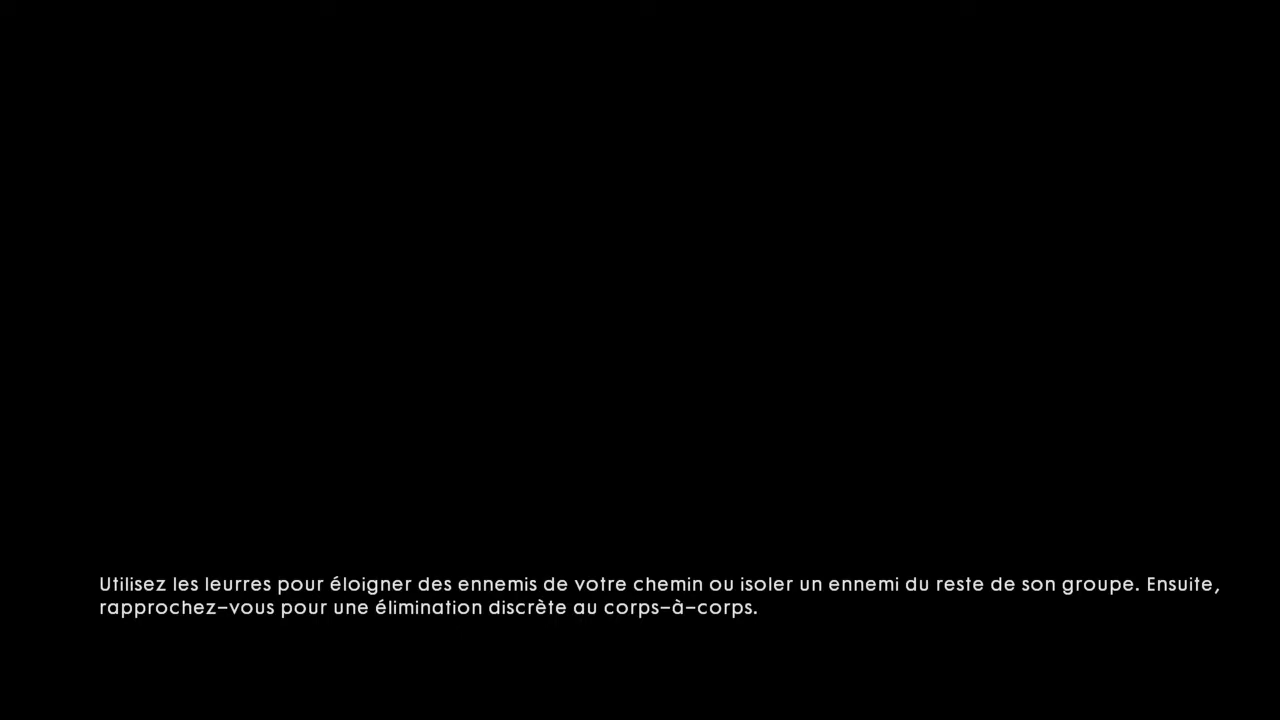 Utilisez les leurres pour éloigner des ennemis de votre chemin ou isoler un ennemi du reste de son groupe. Ensuite,
rapprochez-vous pour une élimination discrète au corps-à-corps.